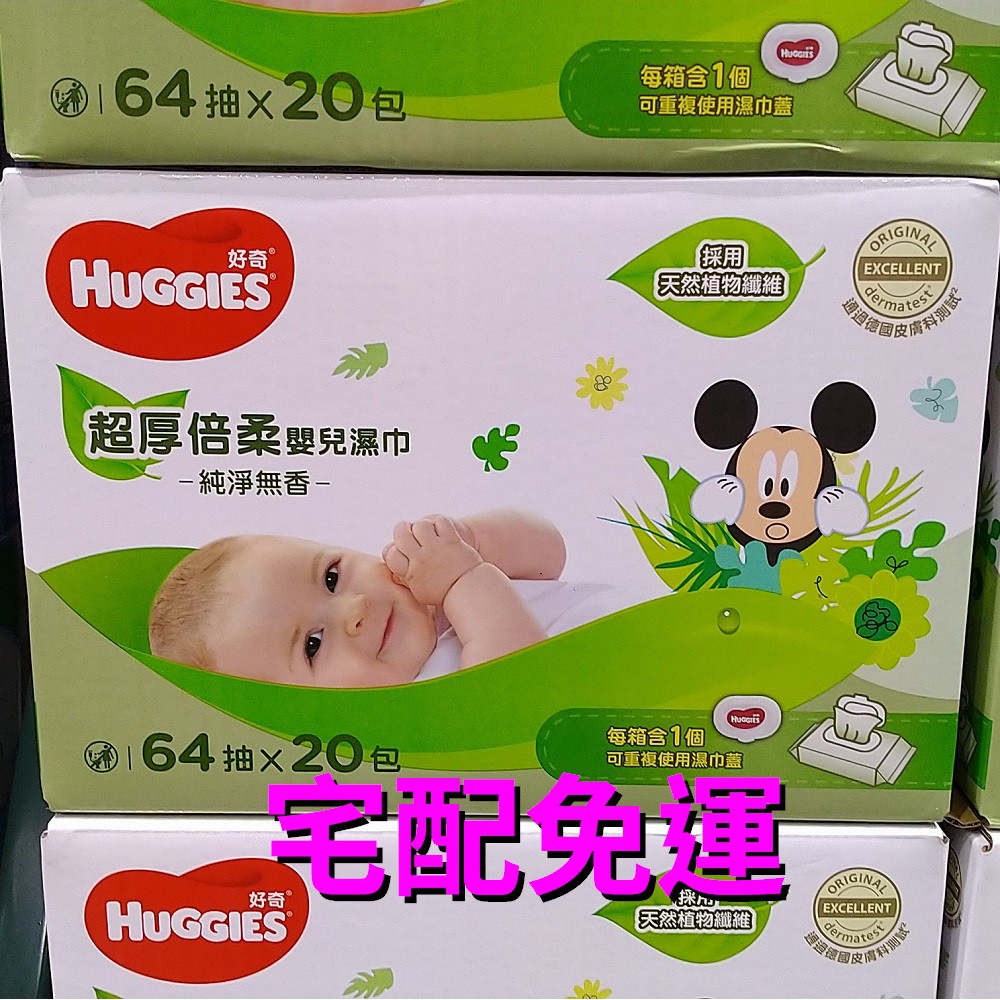 HUGGIES
64抽×20包
每箱含1個
可重複使用濕巾蓋
好奇®
HUGGIES®
採用
天然植物纖維
ORIGINAL
EXCELLENT
dermatest®
通過德國皮膚科測試²
超厚倍柔嬰兒濕巾
-純淨無香-
HUGGIES
64抽×20包
每箱含1個
可重複使用濕巾蓋
宅配免運
好奇®
HUGGIES®
採用
天然植物纖維
ORIGINAL
EXCELLENT
dermatest®
通過德國皮膚科測試²